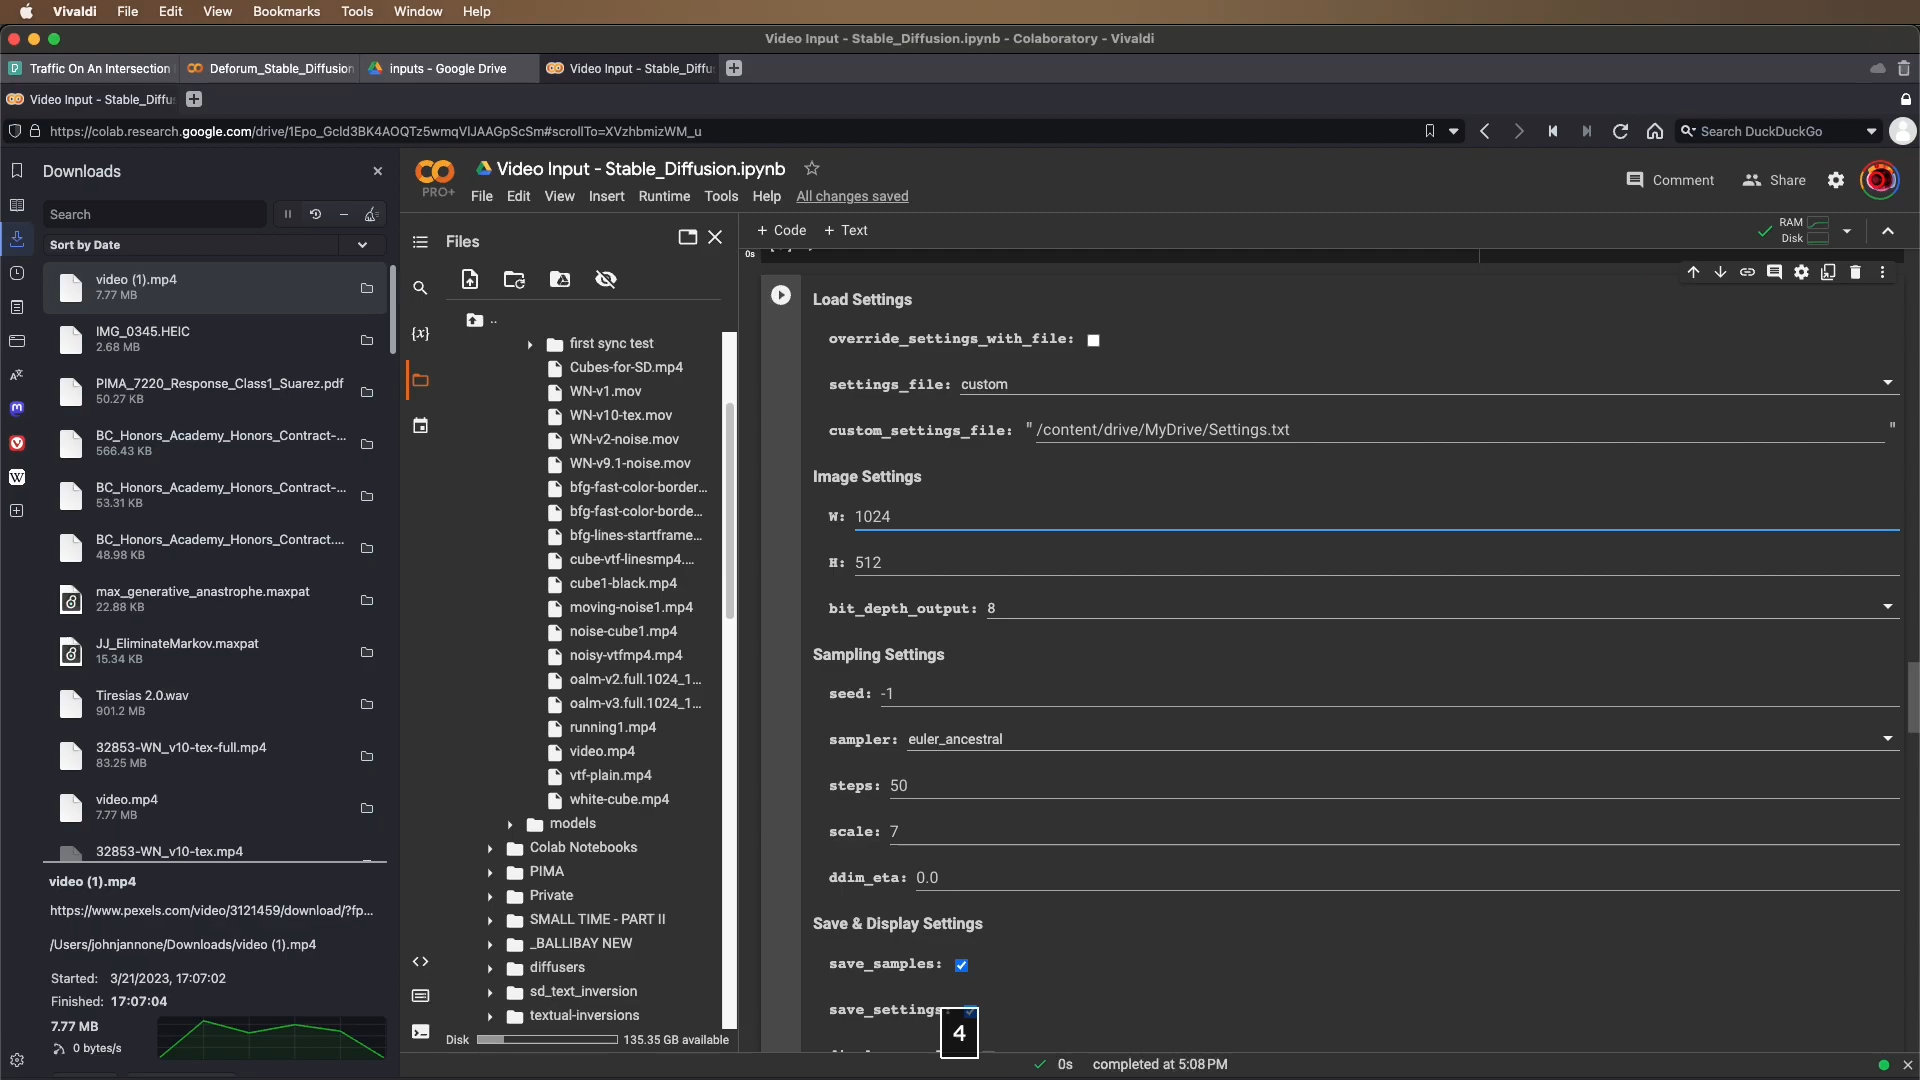 Vivaldi File Edit View Bookmarks Tools Window Help
Video Input - Stable_Diffusion.ipynb - Colaboratory - Vivaldi
Traffic On An Intersection Deforum_Stable_Diffusion inputs - Google Drive Video Input - Stable_Diffu
Video Input - Stable_Diffus
https://colab.research.google.com/drive/1Epo_Gcld3BK4AOQTz5wmqVIJAAGpScSm#scrollTo=XVzhbmizWM_u Search DuckDuckGo
Downloads
Search
Sort by Date
video (1).mp4
7.77 MB
IMG_0345.HEIC
2.68 MB
PIMA_7220_Response_Class1_Suarez.pdf
50.27 KB
BC_Honors_Academy_Honors_Contract-...
566.43 KB
BC_Honors_Academy_Honors_Contract-...
53.31 KB
BC_Honors_Academy_Honors_Contract....
48.98 KB
max_generative_anastrophe.maxpat
22.88 KB
JJ_EliminateMarkov.maxpat
15.34 KB
Tiresias 2.0.wav
901.2 MB
32853-WN_v10-tex-full.mp4
83.25 MB
video.mp4
7.77 MB
32853-WN_v10-tex.mp4
video (1).mp4
https://www.pexels.com/video/3121459/download/?fp...
/Users/johnjannone/Downloads/video (1).mp4
Started: 3/21/2023, 17:07:02
Finished: 17:07:04
7.77 MB
0 bytes/s
PRO+
Video Input - Stable_Diffusion.ipynb
File Edit View Insert Runtime Tools Help All changes saved
Comment Share
Files
{x}
..
first sync test
Cubes-for-SD.mp4
WN-v1.mov
WN-v10-tex.mov
WN-v2-noise.mov
WN-v9.1-noise.mov
bfg-fast-color-border...
bfg-fast-color-borde...
bfg-lines-startframe...
cube-vtf-linesmp4....
cube1-black.mp4
moving-noise1.mp4
noise-cube1.mp4
noisy-vtfmp4.mp4
oalm-v2.full.1024_1...
oalm-v3.full.1024_1...
running1.mp4
video.mp4
vtf-plain.mp4
white-cube.mp4
models
Colab Notebooks
PIMA
Private
SMALL TIME - PART II
_BALLIBAY NEW
diffusers
sd_text_inversion
textual-inversions
Disk 135.35 GB available
+ Code + Text
RAM
Disk
0s
Load Settings
override_settings_with_file:
settings_file: custom
custom_settings_file: "/content/drive/MyDrive/Settings.txt "
Image Settings
W: 1024
H: 512
bit_depth_output: 8
Sampling Settings
seed: -1
sampler: euler_ancestral
steps: 50
scale: 7
ddim_eta: 0.0
Save & Display Settings
save_samples:
save_settings:
4
0s completed at 5:08 PM